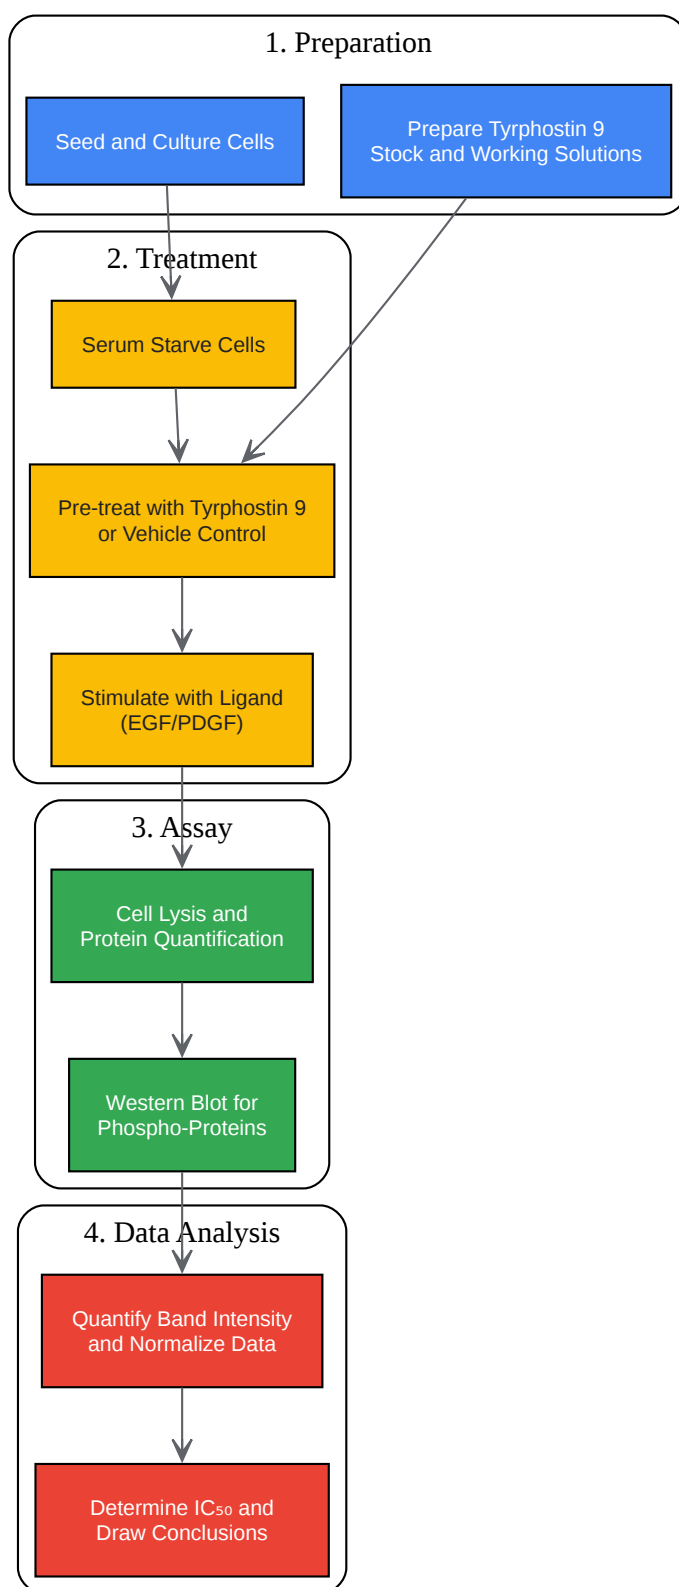 1. Preparation
Seed and Culture Cells
Prepare Tyrphostin 9
Stock and Working Solutions
2. Treatment
Serum Starve Cells
Pre-treat with Tyrphostin 9
or Vehicle Control
Stimulate with Ligand
(EGF/PDGF)
3. Assay
Cell Lysis and
Protein Quantification
Western Blot for
Phospho-Proteins
4. Data Analysis
Quantify Band Intensity
and Normalize Data
Determine IC₅₀ and
Draw Conclusions